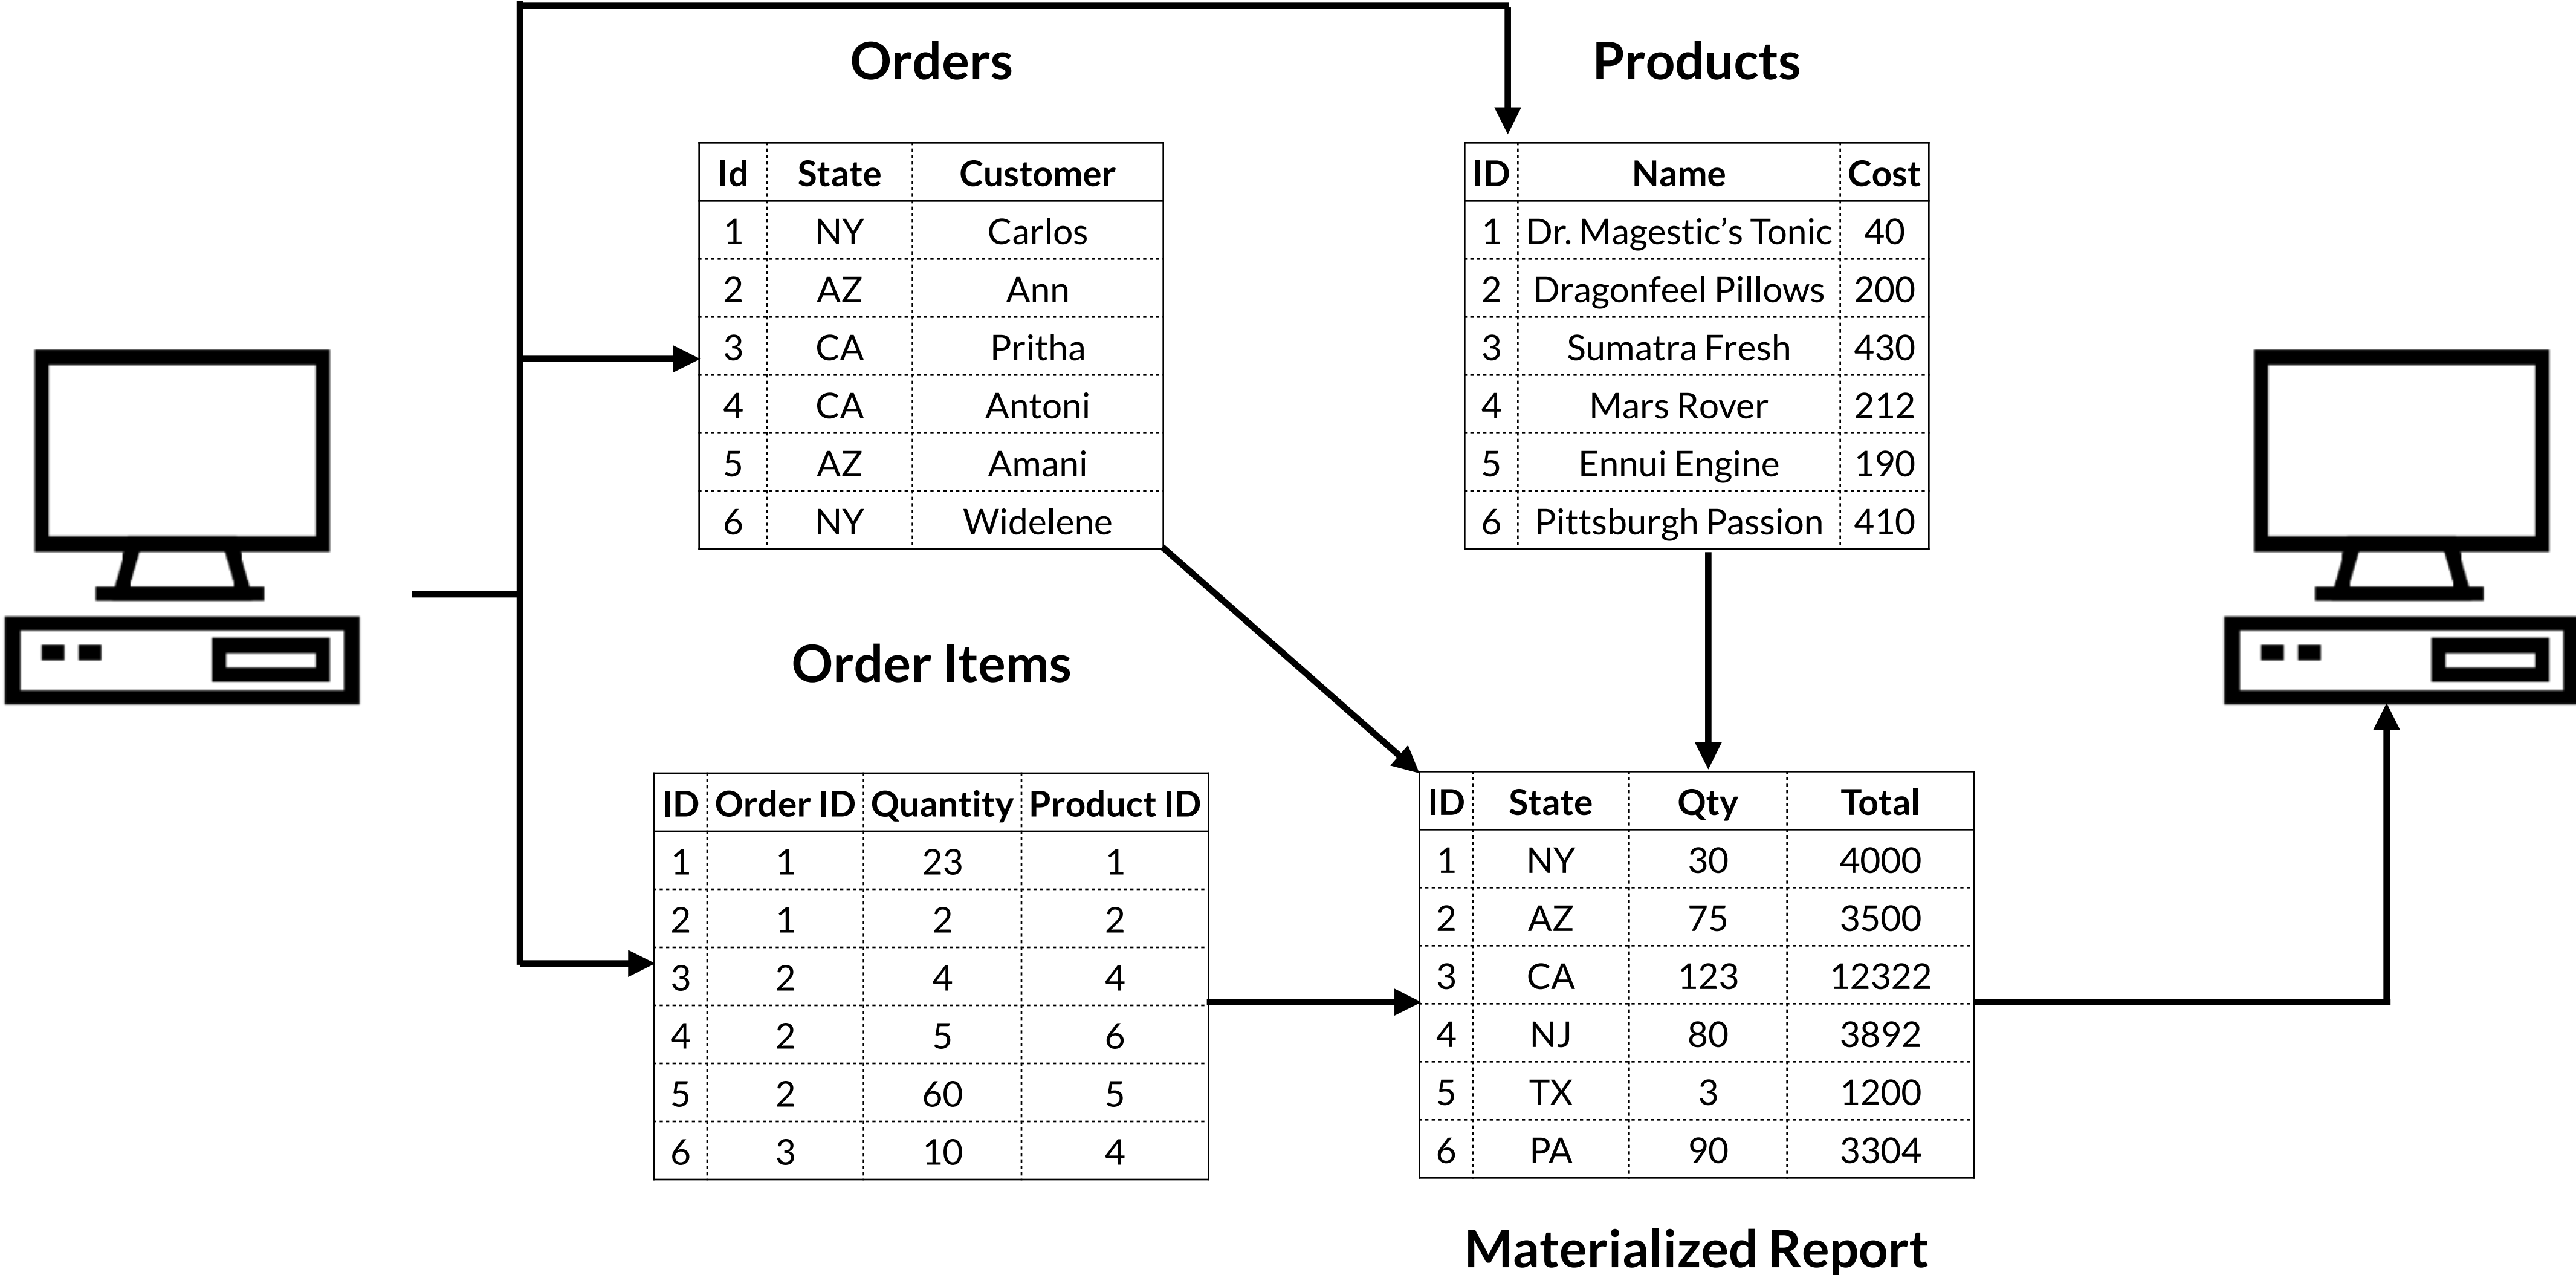 Orders
Id State Customer
1 NY Carlos
2 AZ Ann
3 CA Pritha
4 CA Antoni
5 AZ Amani
6 NY Widelene
Products
ID Name Cost
1 Dr. Magestic’s Tonic 40
2 Dragonfeel Pillows 200
3 Sumatra Fresh 430
4 Mars Rover 212
5 Ennui Engine 190
6 Pittsburgh Passion 410
Order Items
ID Order ID Quantity Product ID
1 1 23 1
2 1 2 2
3 2 4 4
4 2 5 6
5 2 60 5
6 3 10 4
ID State Qty Total
1 NY 30 4000
2 AZ 75 3500
3 CA 123 12322
4 NJ 80 3892
5 TX 3 1200
6 PA 90 3304
Materialized Report